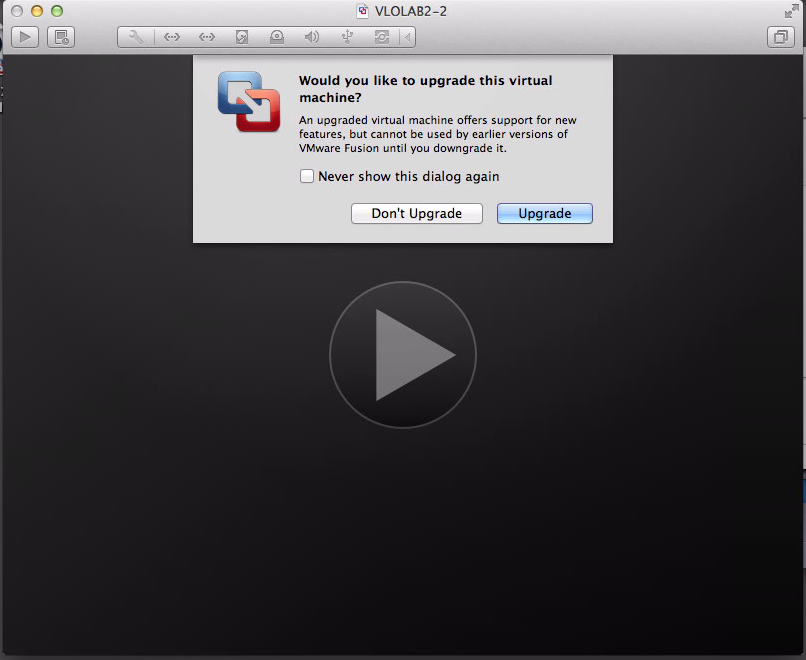 VLOLAB2-2
Would you like to upgrade this virtual
machine?
An upgraded virtual machine offers support for new
features, but cannot be used by earlier versions of
VMware Fusion until you downgrade it.
Never show this dialog again
Don't Upgrade
Upgrade